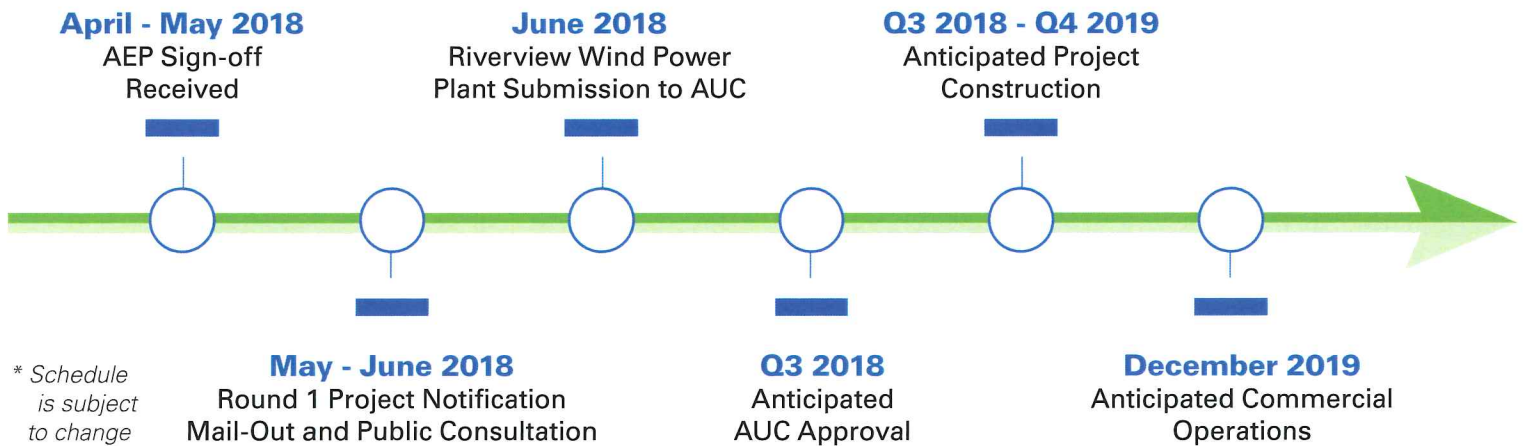 April - May 2018
AEP Sign-off
Received
June 2018
Riverview Wind Power
Plant Submission to AUC
Q3 2018 - Q4 2019
Anticipated Project
Construction
* Schedule
is subject
to change
May - June 2018
Round 1 Project Notification
Mail-Out and Public Consultation
Q3 2018
Anticipated
AUC Approval
December 2019
Anticipated Commercial
Operations